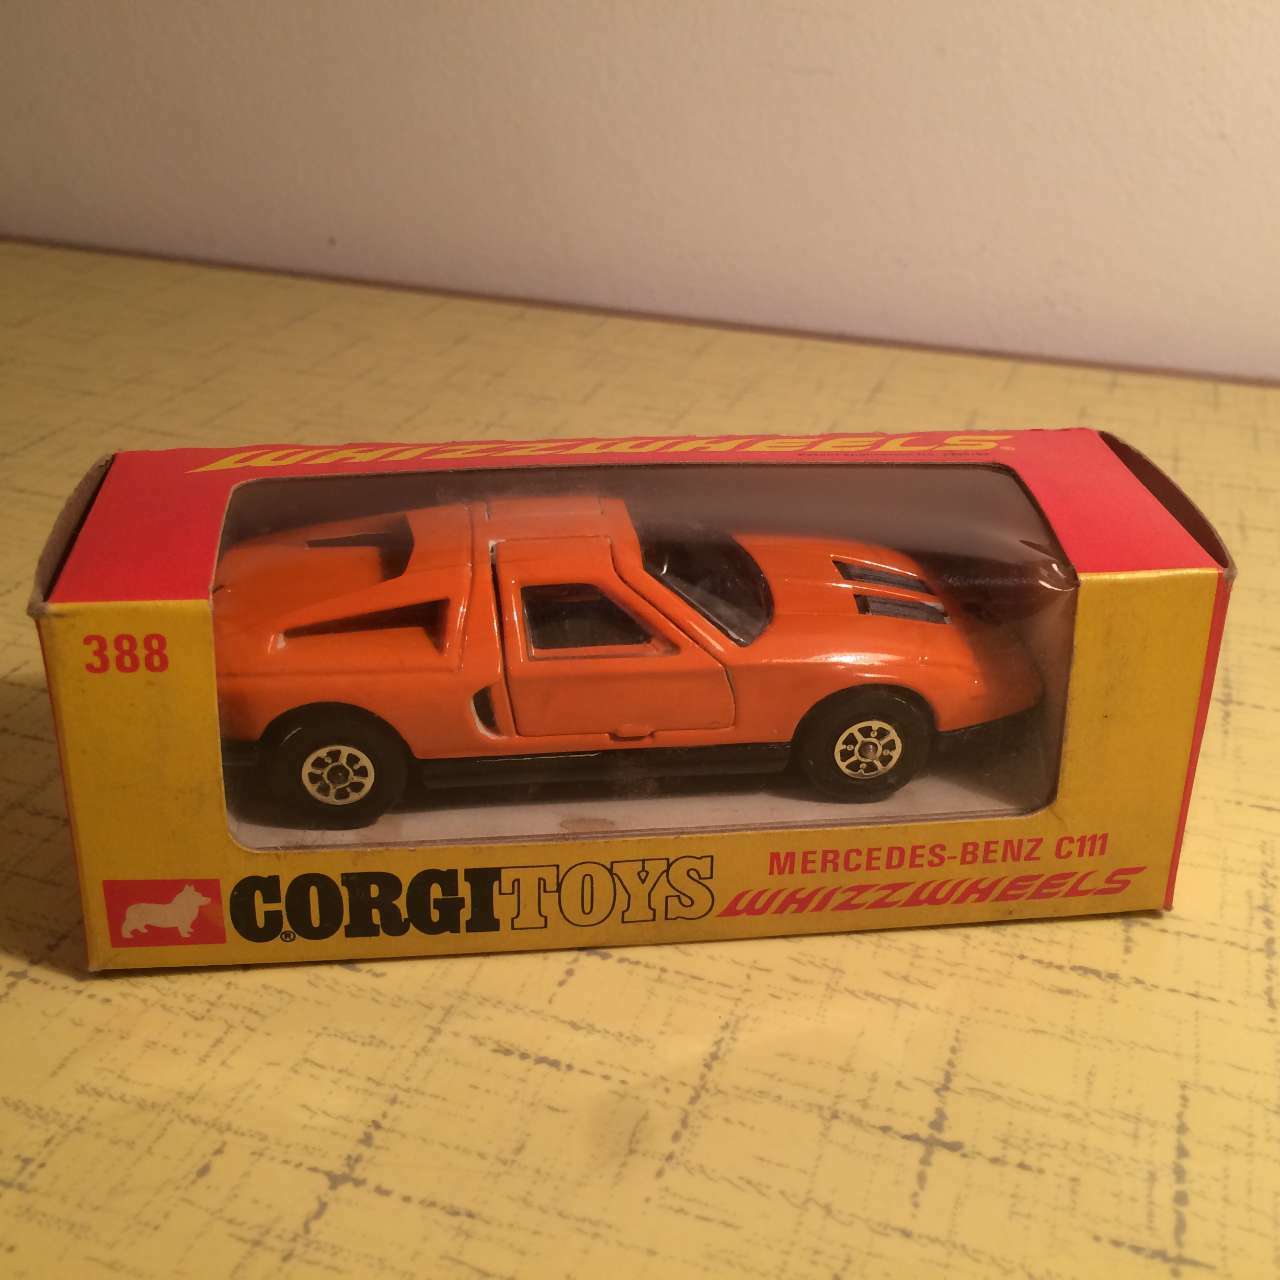 WHIZZWHEELS
388
MERCEDES-BENZ C111
CORGI TOYS WHIZZWHEELS